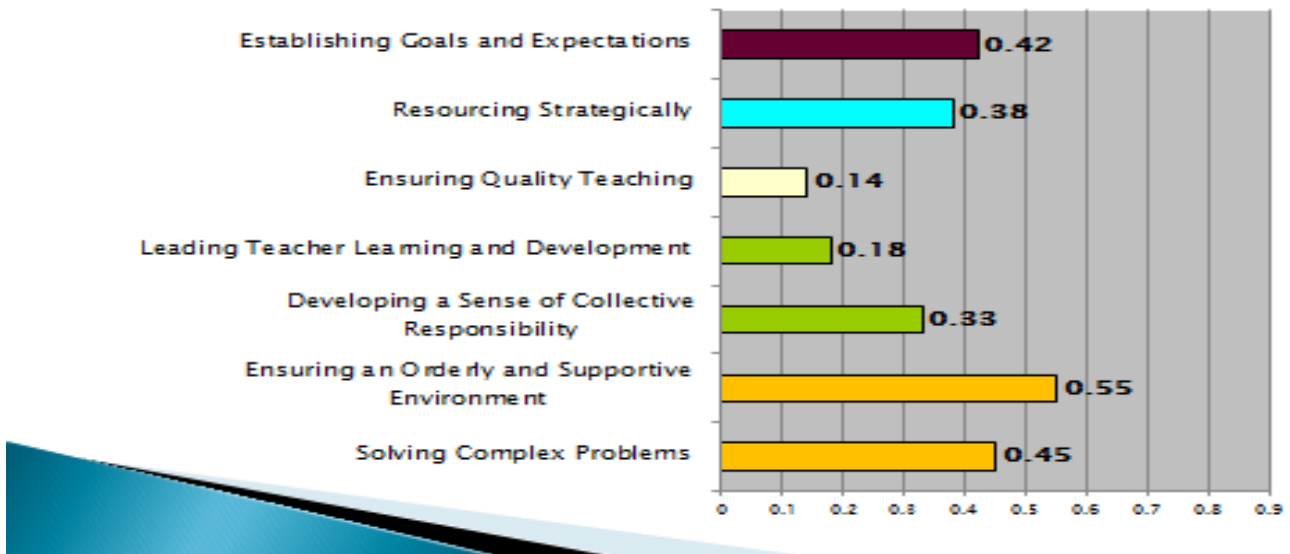 Establishing Goals and Expectations
0.42
Resourcing Strategically
0.38
Ensuring Quality Teaching
0.14
Leading Teacher Learning and Development
0.18
Developing a Sense of Collective
Responsibility
0.33
Ensuring an Orderly and Supportive
Environment
0.55
Solving Complex Problems
0.45
0 0.1 0.2 0.3 0.4 0.5 0.6 0.7 0.8 0.9